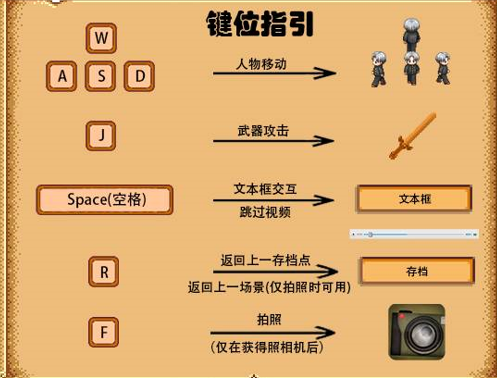 键位指引
W
A S D
人物移动
J
武器攻击
Space(空格)
文本框交互
跳过视频
文本框
R
返回上一存档点
返回上一场景(仅拍照时可用)
存档
F
拍照
(仅在获得照相机后)